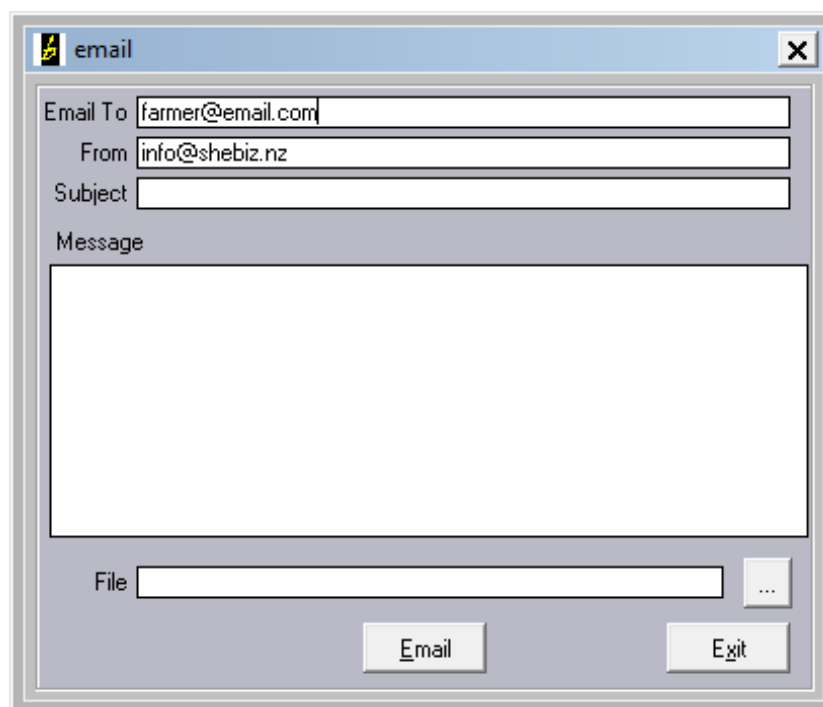 email
Email To farmer@email.com
From info@shebiz.nz
Subject
Message
File ...
Email Exit